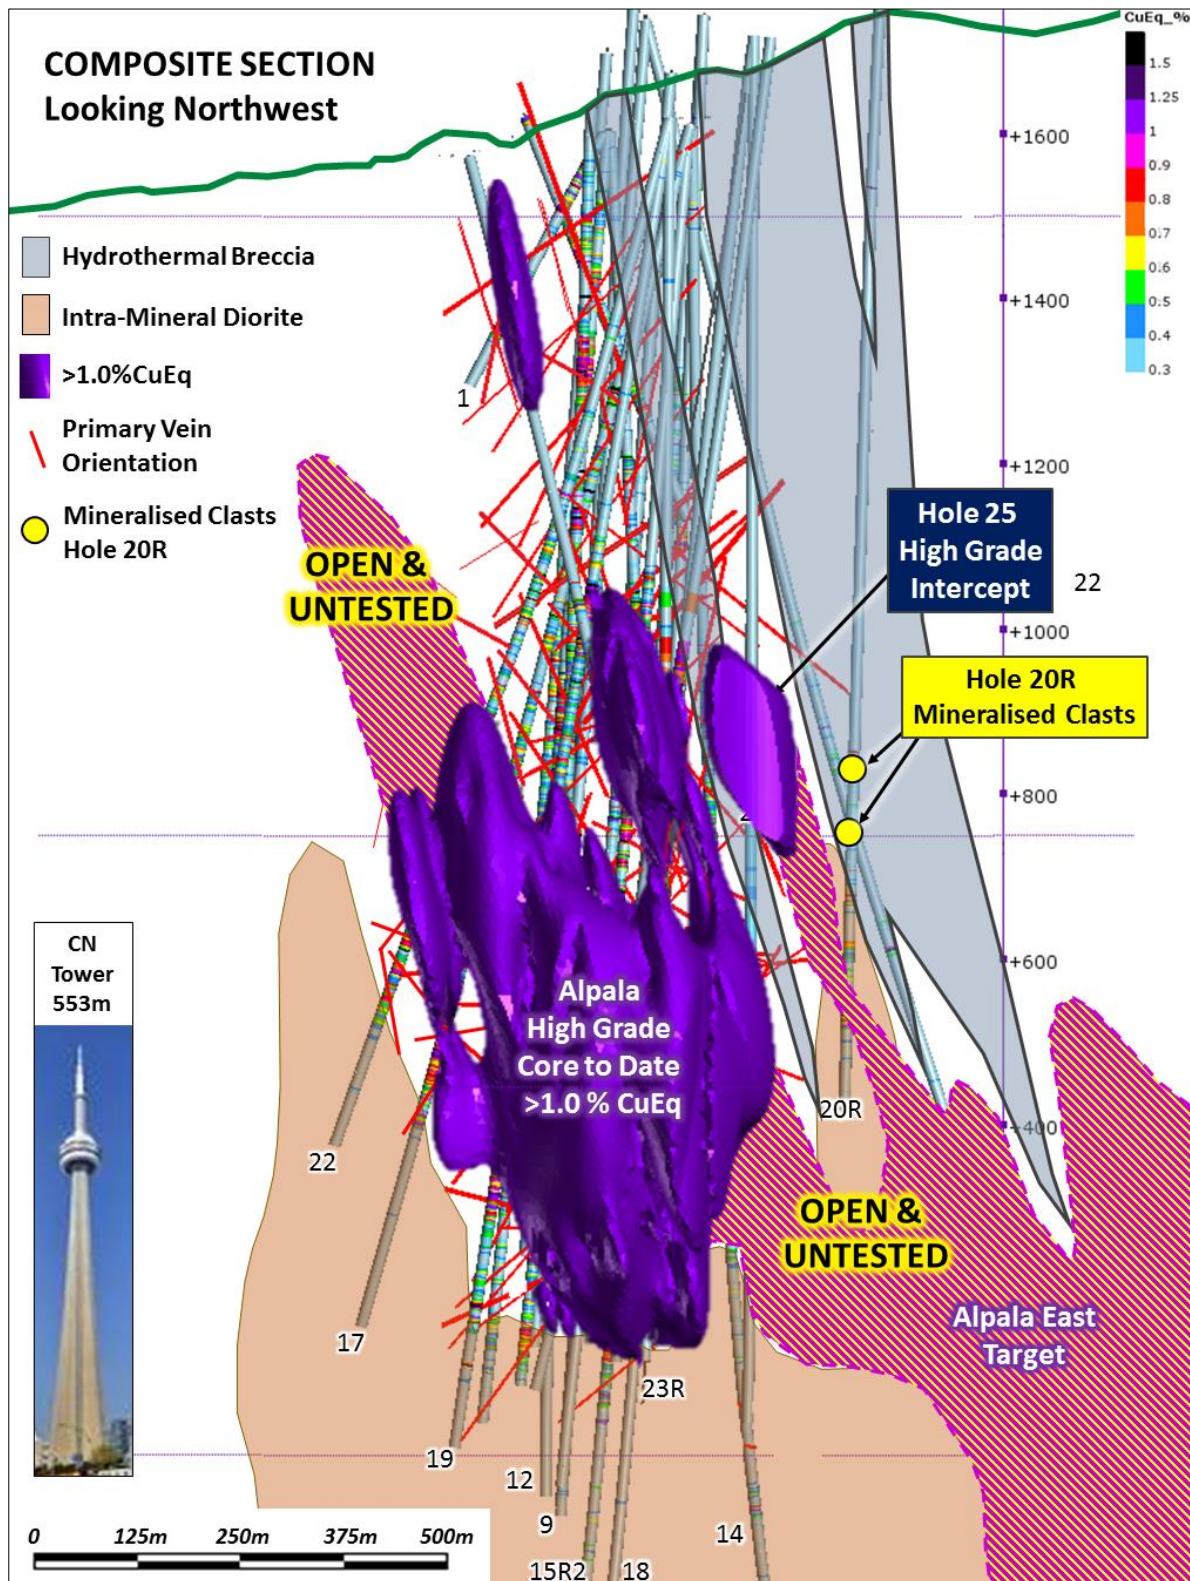 COMPOSITE SECTION
Looking Northwest
CuEq_%
1.5
1.25
1
0.9
0.8
0.7
0.6
0.5
0.4
0.3
+1600
+1400
+1200
+1000
+800
+600
+400
Hydrothermal Breccia
Intra-Mineral Diorite
>1.0%CuEq
Primary Vein
Orientation
Mineralised Clasts
Hole 20R
1
OPEN &
UNTESTED
Hole 25
High Grade
Intercept
22
Hole 20R
Mineralised Clasts
CN
Tower
553m
Alpala
High Grade
Core to Date
>1.0 % CuEq
20R
22
OPEN &
UNTESTED
Alpala East
Target
17
23R
19
12
9
14
15R2
18
0 125m 250m 375m 500m